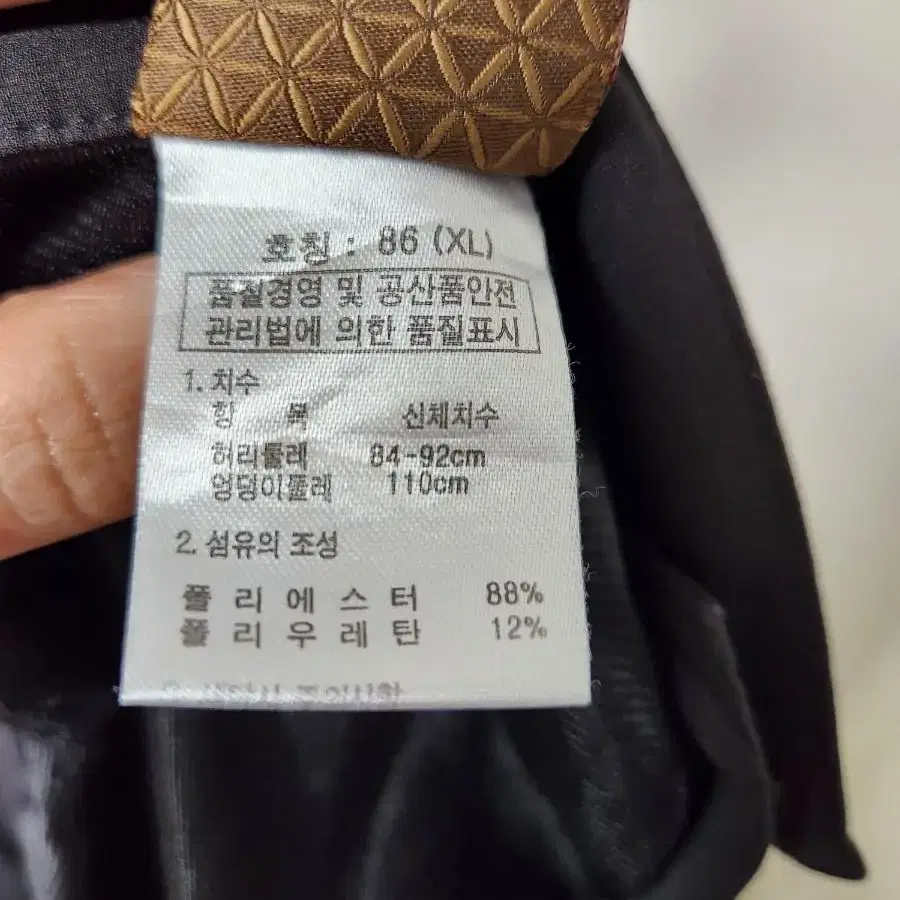 호칭 : 86 (XL)
품질경영 및 공산품안전
관리법에 의한 품질표시
1. 치수
항 목 신체치수
허리둘레 84-92cm
엉덩이둘레 110cm
2. 섬유의 조성
폴 리 에 스 터 88%
폴 리 우 레 탄 12%